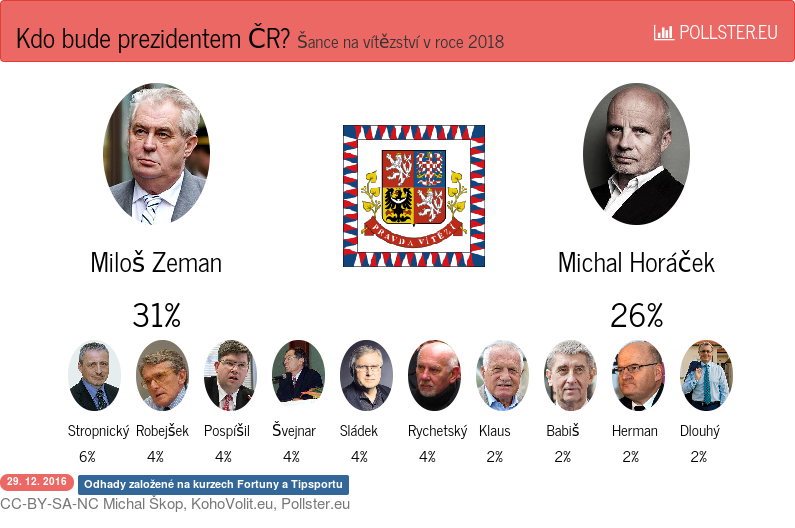 Kdo bude prezidentem ČR? Šance na vítězství v roce 2018
POLLSTER.EU
PRAVDA VÍTĚZÍ
Miloš Zeman
Michal Horáček
31%
26%
Stropnický Robejšek Pospíšil Švejnar Sládek Rychetský Klaus Babiš Herman Dlouhý
6% 4% 4% 4% 4% 4% 2% 2% 2% 2%
29. 12. 2016 Odhady založené na kurzech Fortuny a Tipsportu
CC-BY-SA-NC Michal Škop, KohoVolit.eu, Pollster.eu